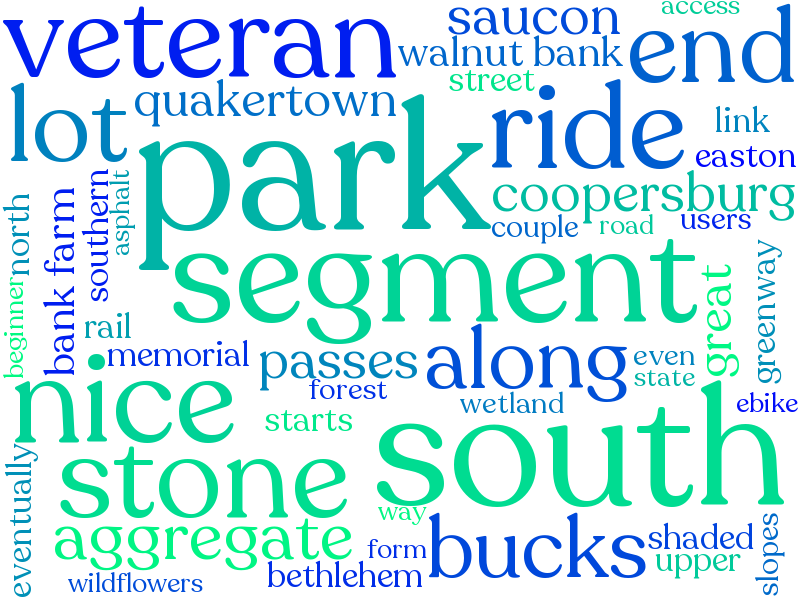 access
veteran
saucon
end
walnut bank
street
lot
quakertown
ride
link
park
easton
coopersburg
asphalt
southern
north
bank farm
couple
road
users
segment
great
greenway
beginner
rail
memorial
passes
along
even
state
nice
forest
wetland
ebike
starts
south
stone
eventually
way
aggregate
bucks
shaded
slopes
form
upper
bethlehem
wildflowers